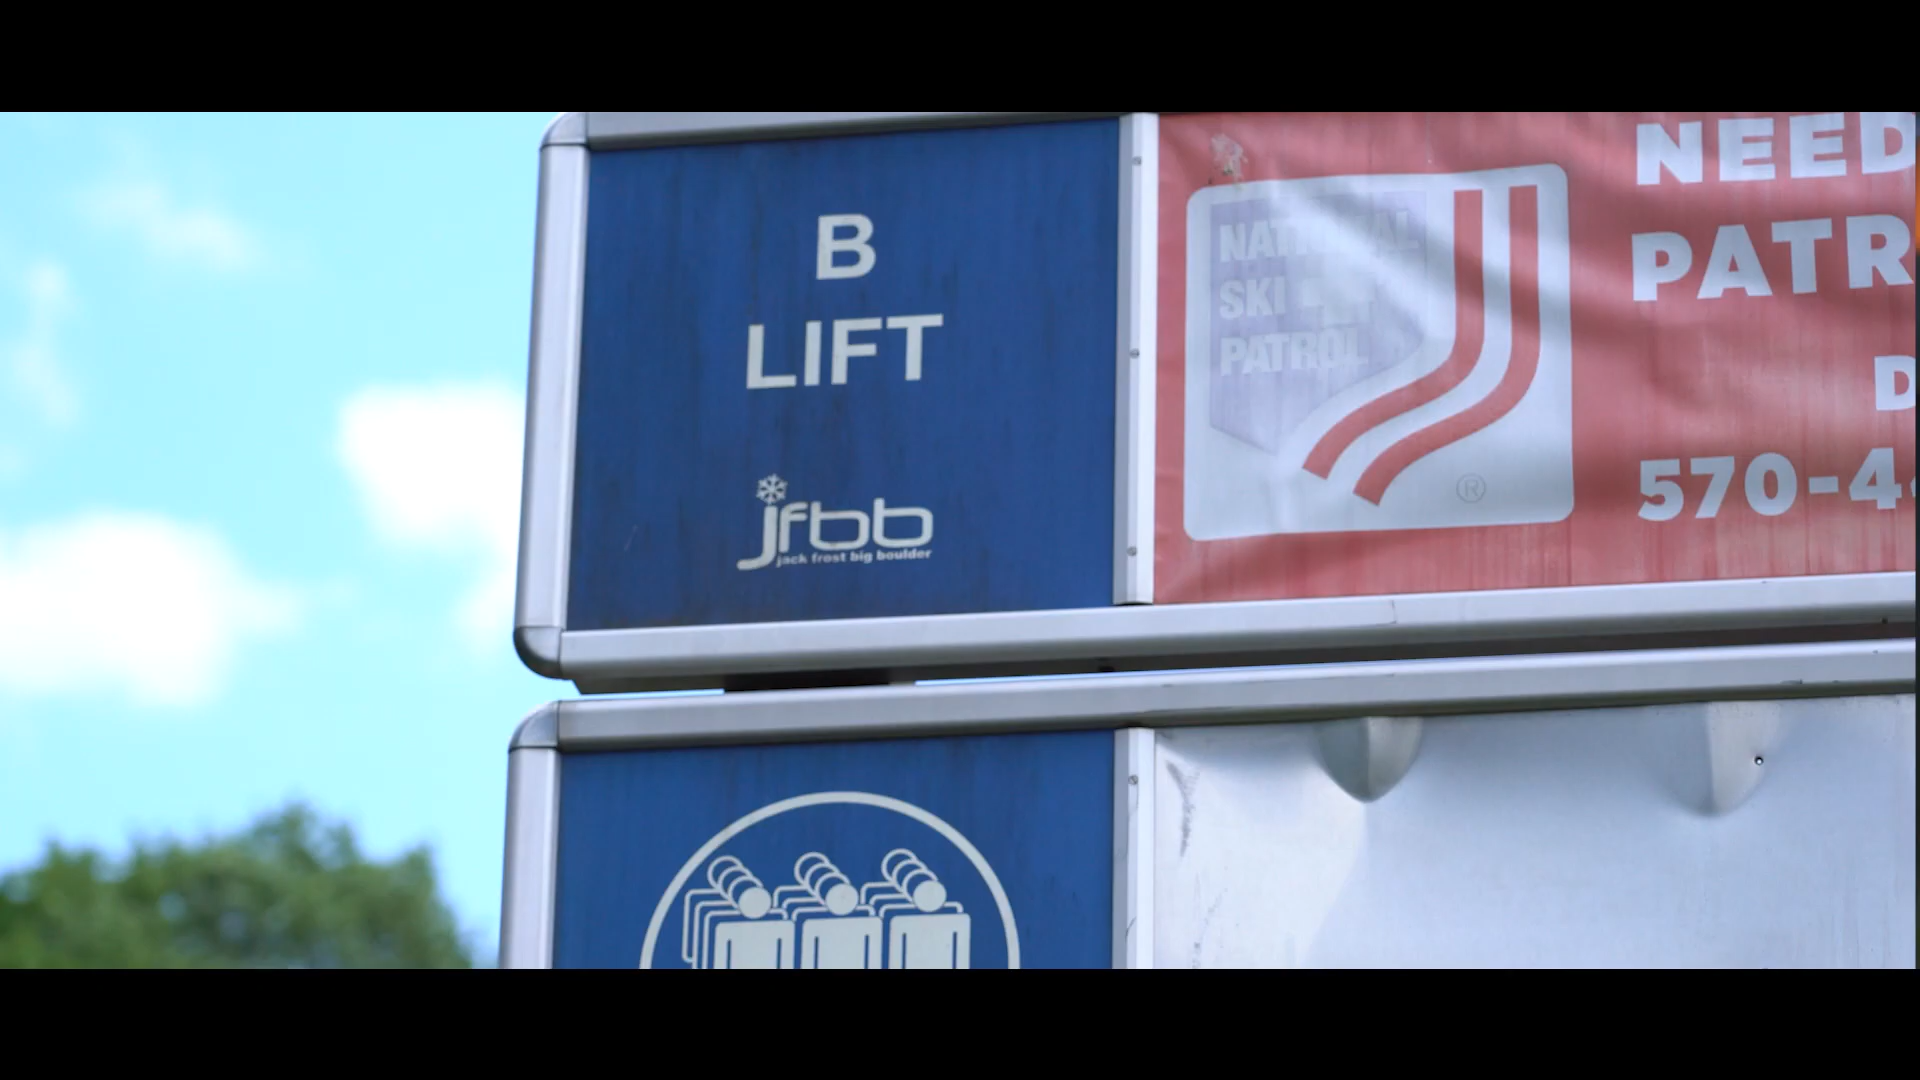 B
LIFT
jfbb
jack frost big boulder
NATIONAL
SKI
PATROL
®
NEED
PATR
D
570-4